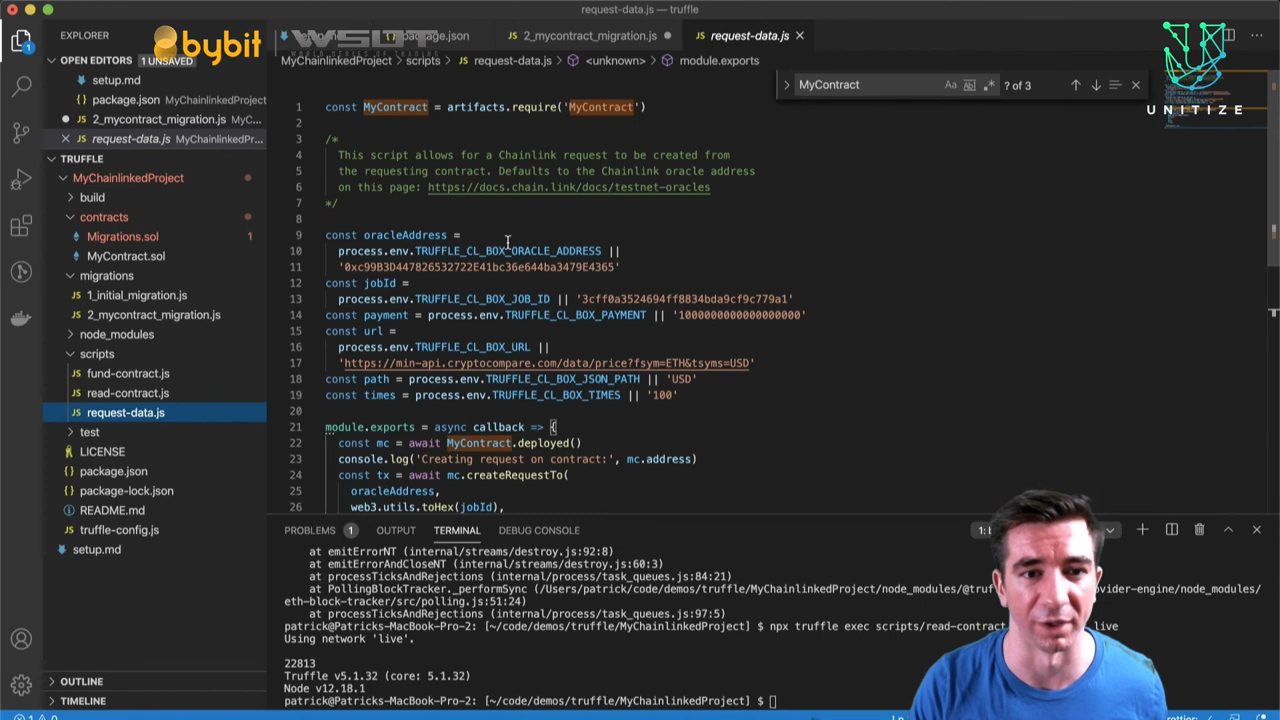 request-data.js — truffle
EXPLORER
bybit
WSOT
WORLD SERIES OF TRADING
package.json
2_mycontract_migration.js
request-data.js
UNITIZE
OPEN EDITORS
1 UNSAVED
setup.md
package.json MyChainlinkedProject
2_mycontract_migration.js MyC...
request-data.js MyChainlinkedPr...
TRUFFLE
MyChainlinkedProject
build
contracts
Migrations.sol 1
MyContract.sol
migrations
1_initial_migration.js
2_mycontract_migration.js
node_modules
scripts
fund-contract.js
read-contract.js
request-data.js
test
LICENSE
package.json
package-lock.json
README.md
truffle-config.js
setup.md
OUTLINE
TIMELINE
MyChainlinkedProject > scripts > JS request-data.js > <unknown> > module.exports
MyContract
Aa
? of 3
1 const MyContract = artifacts.require('MyContract')
2
3 /*
4 This script allows for a Chainlink request to be created from
5 the requesting contract. Defaults to the Chainlink oracle address
6 on this page: https://docs.chain.link/docs/testnet-oracles
7 */
8
9 const oracleAddress =
10 process.env.TRUFFLE_CL_BOX_ORACLE_ADDRESS ||
11 '0xc99B3D447826532722E41bc36e644ba3479E4365'
12 const jobId =
13 process.env.TRUFFLE_CL_BOX_JOB_ID || '3cff0a3524694ff8834bda9cf9c779a1'
14 const payment = process.env.TRUFFLE_CL_BOX_PAYMENT || '1000000000000000000'
15 const url =
16 process.env.TRUFFLE_CL_BOX_URL ||
17 'https://min-api.cryptocompare.com/data/price?fsym=ETH&tsyms=USD'
18 const path = process.env.TRUFFLE_CL_BOX_JSON_PATH || 'USD'
19 const times = process.env.TRUFFLE_CL_BOX_TIMES || '100'
20
21 module.exports = async callback => {
22 const mc = await MyContract.deployed()
23 console.log('Creating request on contract:', mc.address)
24 const tx = await mc.createRequestTo(
25 oracleAddress,
26 web3.utils.toHex(jobId),
PROBLEMS 1 OUTPUT TERMINAL DEBUG CONSOLE
1:
at emitErrorNT (internal/streams/destroy.js:92:8)
at emitErrorAndCloseNT (internal/streams/destroy.js:60:3)
at processTicksAndRejections (internal/process/task_queues.js:84:21)
at PollingBlockTracker._performSync (/Users/patrick/code/demos/truffle/MyChainlinkedProject/node_modules/@truf ovider-engine/node_modules/
eth-block-tracker/src/polling.js:51:24)
at processTicksAndRejections (internal/process/task_queues.js:97:5)
patrick@Patricks-MacBook-Pro-2: [~/code/demos/truffle/MyChainlinkedProject] $ npx truffle exec scripts/read-contract live
Using network 'live'.
22813
Truffle v5.1.32 (core: 5.1.32)
Node v12.18.1
patrick@Patricks-MacBook-Pro-2: [~/code/demos/truffle/MyChainlinkedProject] $